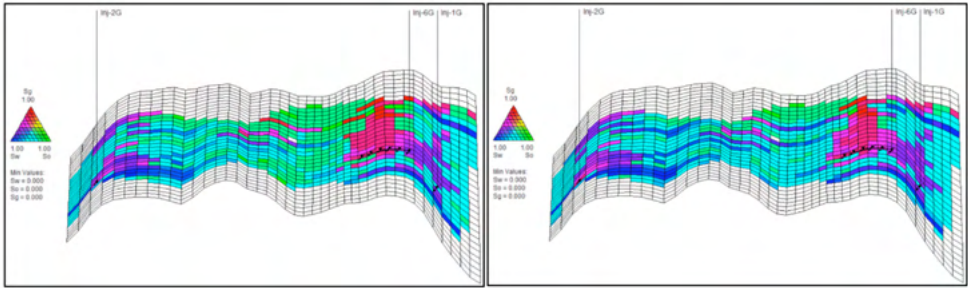 Inj-2G
Inj-6G
Inj-1G
Sg
1.00
1.00 1.00
Sw So
Min Values:
Sw = 0.000
So = 0.000
Sg = 0.000
Inj-2G
Inj-6G
Inj-1G
Sg
1.00
1.00 1.00
Sw So
Min Values:
Sw = 0.000
So = 0.000
Sg = 0.000